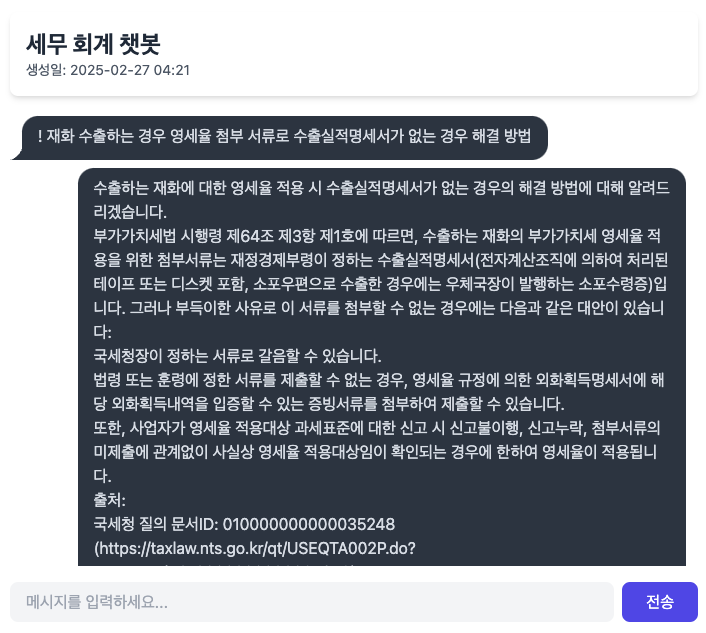 세무 회계 챗봇
생성일: 2025-02-27 04:21
! 재화 수출하는 경우 영세율 첨부 서류로 수출실적명세서가 없는 경우 해결 방법
수출하는 재화에 대한 영세율 적용 시 수출실적명세서가 없는 경우의 해결 방법에 대해 알려드
리겠습니다.
부가가치세법 시행령 제64조 제3항 제1호에 따르면, 수출하는 재화의 부가가치세 영세율 적
용을 위한 첨부서류는 재정경제부령이 정하는 수출실적명세서(전자계산조직에 의하여 처리된
테이프 또는 디스켓 포함, 소포우편으로 수출한 경우에는 우체국장이 발행하는 소포수령증)입
니다. 그러나 부득이한 사유로 이 서류를 첨부할 수 없는 경우에는 다음과 같은 대안이 있습니
다:
국세청장이 정하는 서류로 갈음할 수 있습니다.
법령 또는 훈령에 정한 서류를 제출할 수 없는 경우, 영세율 규정에 의한 외화획득명세서에 해
당 외화획득내역을 입증할 수 있는 증빙서류를 첨부하여 제출할 수 있습니다.
또한, 사업자가 영세율 적용대상 과세표준에 대한 신고 시 신고불이행, 신고누락, 첨부서류의
미제출에 관계없이 사실상 영세율 적용대상임이 확인되는 경우에 한하여 영세율이 적용됩니
다.
출처:
국세청 질의 문서ID: 010000000000035248
(https://taxlaw.nts.go.kr/qt/USEQTA002P.do?
메시지를 입력하세요...
전송